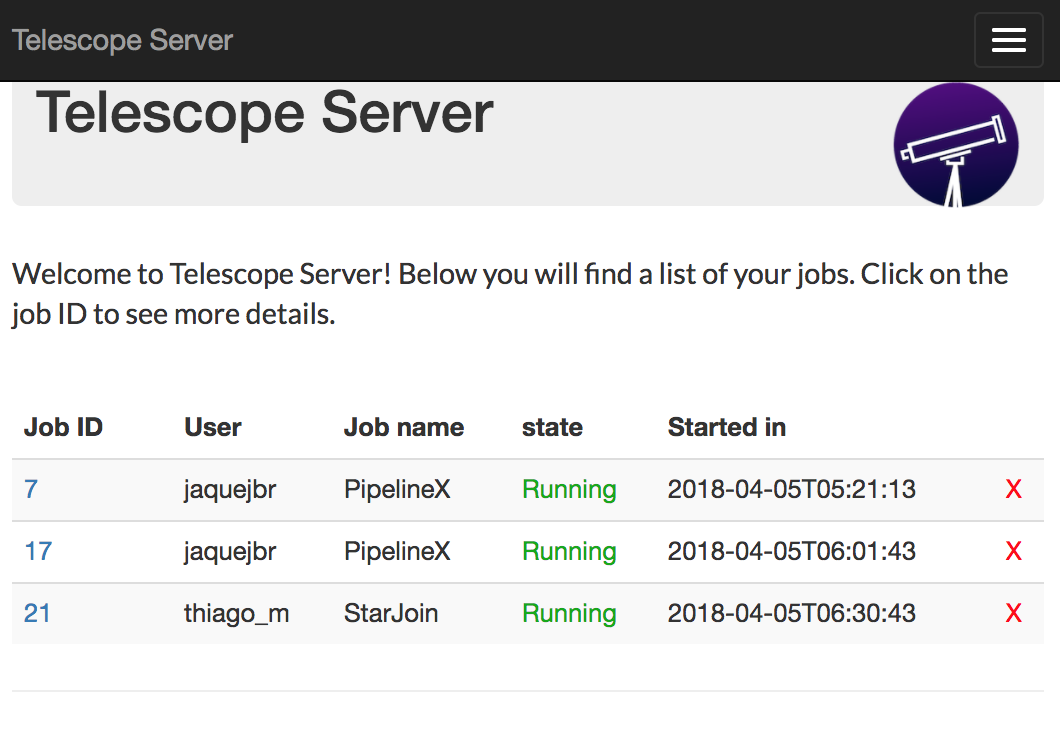 Telescope Server
Telescope Server
Welcome to Telescope Server! Below you will find a list of your jobs. Click on the
job ID to see more details.
Job ID User Job name state Started in
7 jaquejbr PipelineX Running 2018-04-05T05:21:13 X
17 jaquejbr PipelineX Running 2018-04-05T06:01:43 X
21 thiago_m StarJoin Running 2018-04-05T06:30:43 X